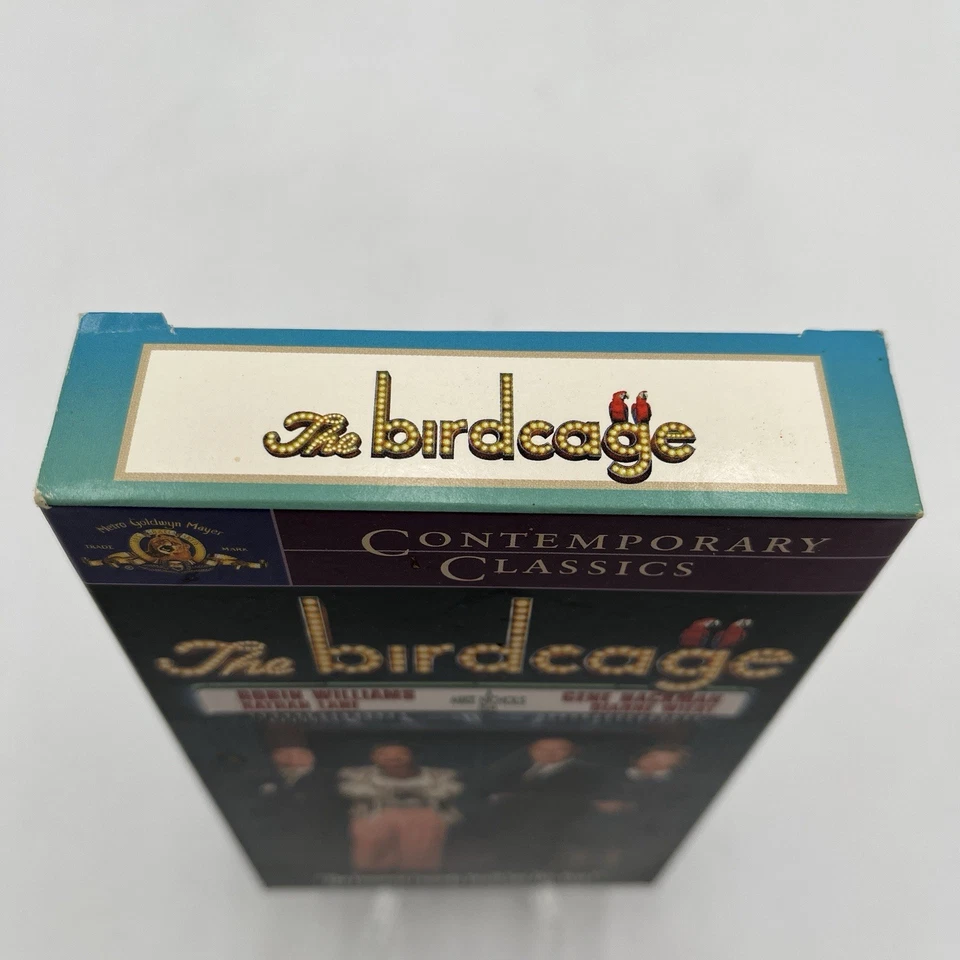 The birdcage
Metro Goldwyn Mayer
TRADE MARK
CONTEMPORARY
CLASSICS
The birdcage
ROBIN WILLIAMS GENE HACKMAN
NATHAN LANE DIANNE WIEST